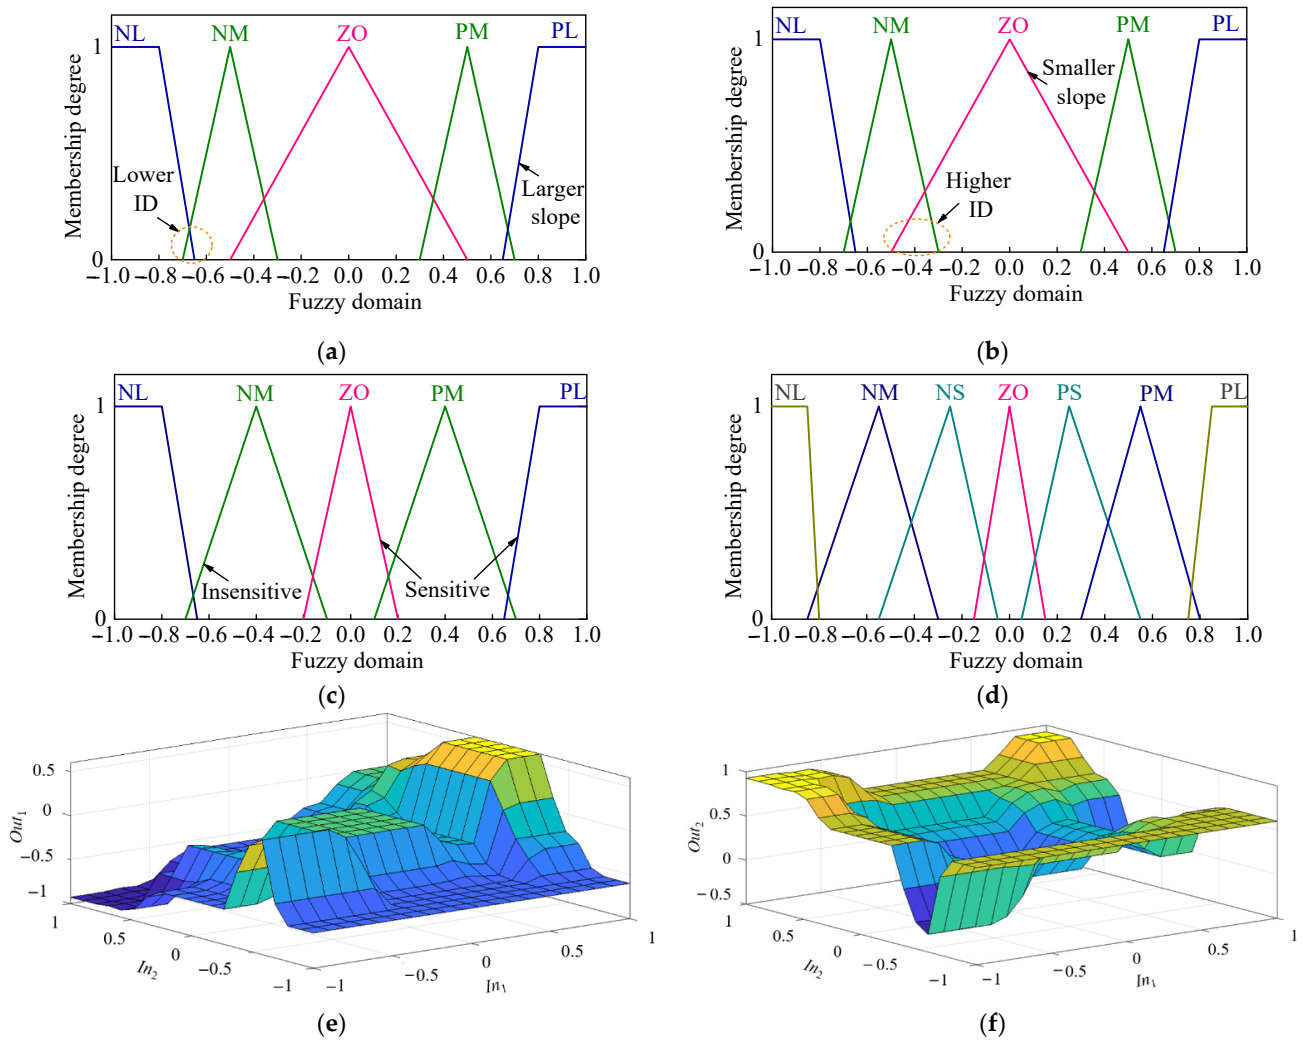 NL NM ZO PM PL
1
Membership degree
Lower
ID
Larger
slope
0
−1.0 −0.8 −0.6 −0.4 −0.2 0.0 0.2 0.4 0.6 0.8 1.0
Fuzzy domain
(a)
NL NM ZO PM PL
1
Membership degree
Smaller
slope
Higher
ID
0
−1.0 −0.8 −0.6 −0.4 −0.2 0.0 0.2 0.4 0.6 0.8 1.0
Fuzzy domain
(b)
NL NM ZO PM PL
1
Membership degree
Insensitive
Sensitive
0
−1.0 −0.8 −0.6 −0.4 −0.2 0.0 0.2 0.4 0.6 0.8 1.0
Fuzzy domain
(c)
NL NM NS ZO PS PM PL
1
Membership degree
0
−1.0 −0.8 −0.6 −0.4 −0.2 0.0 0.2 0.4 0.6 0.8 1.0
Fuzzy domain
(d)
0.5
0
−0.5
−1
Out₁
1
0.5
0
−0.5
−1
In₂
−1
−0.5
0
0.5
1
In₁
(e)
1
0.5
0
−0.5
Out₂
1
0.5
0
−0.5
−1
In₂
−1
−0.5
0
0.5
1
In₁
(f)